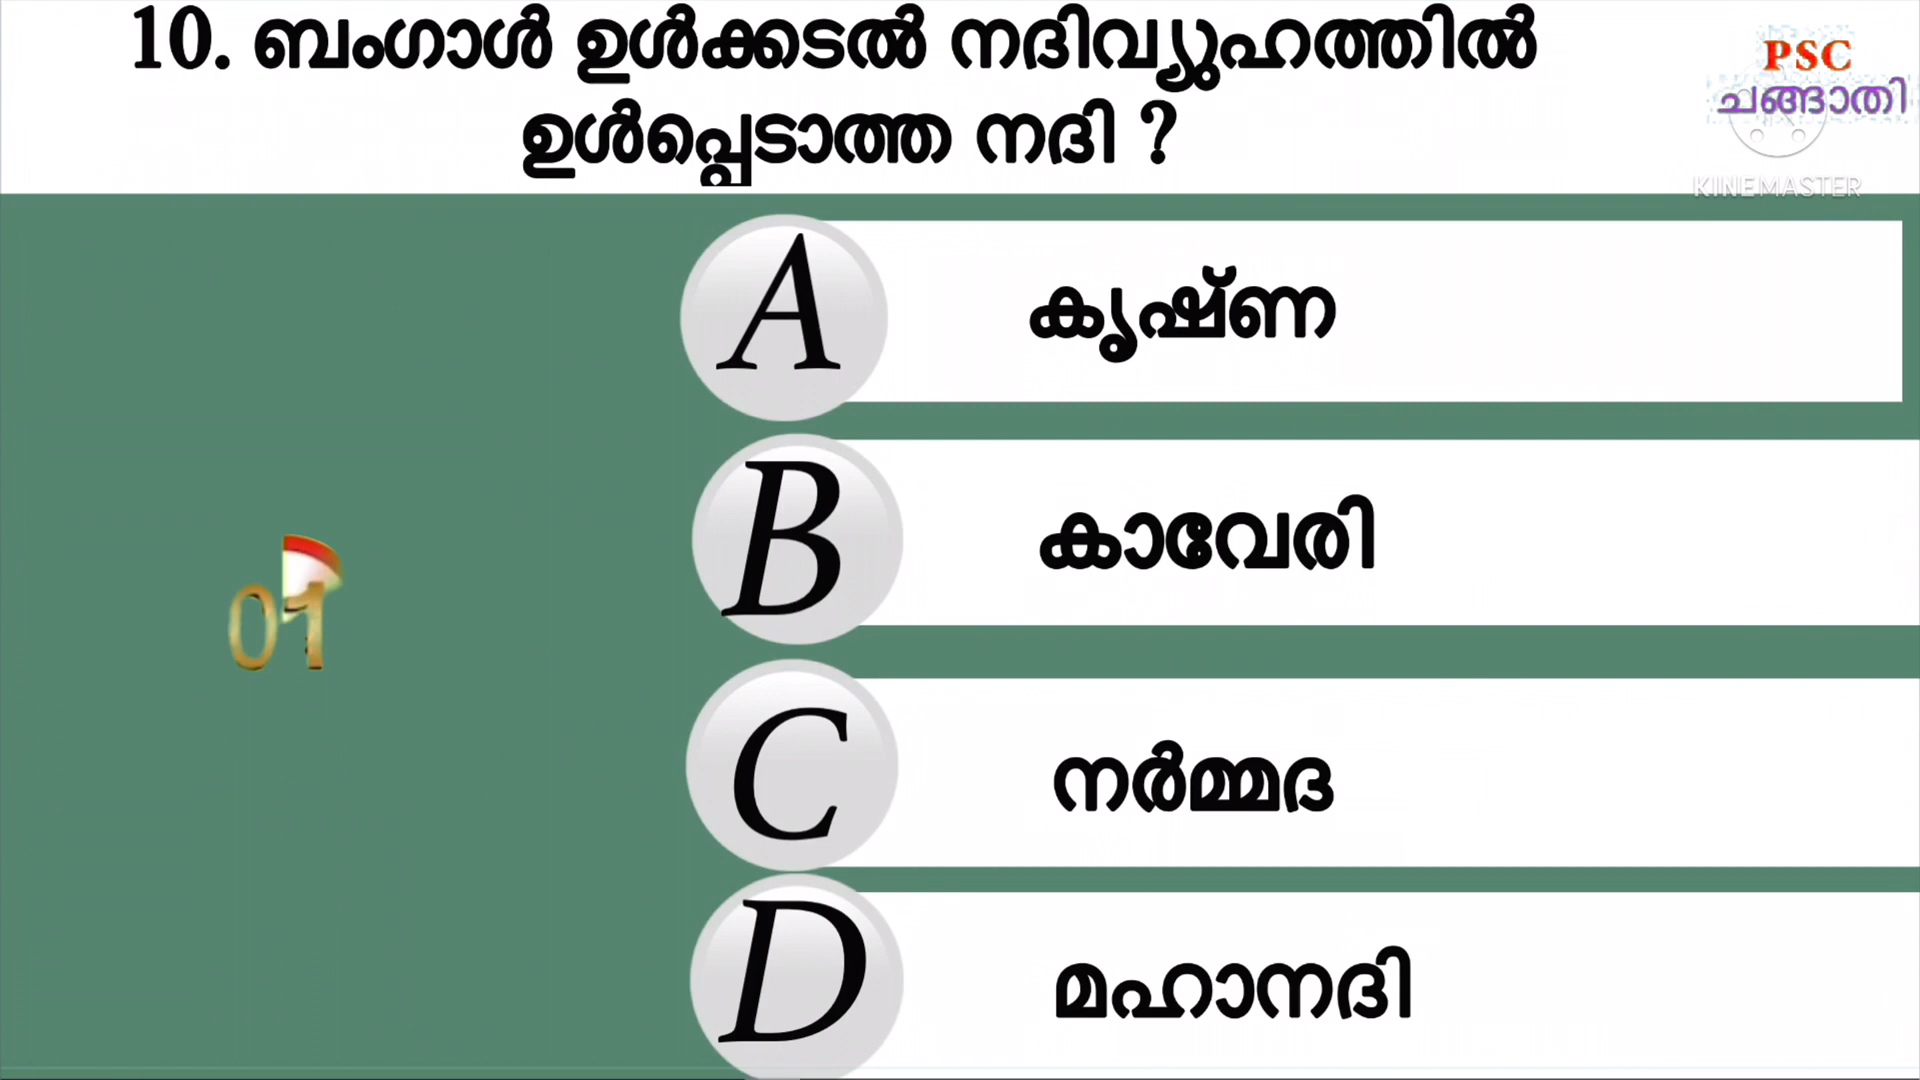 10. ബംഗാൾ ഉൾക്കടൽ നദിവ്യുഹത്തിൽ
ഉൾപ്പെടാത്ത നദി ?
PSC
ചങ്ങാതി
KINEMASTER
A കൃഷ്ണ
B കാവേരി
01
C നർമ്മദ
D മഹാനദി